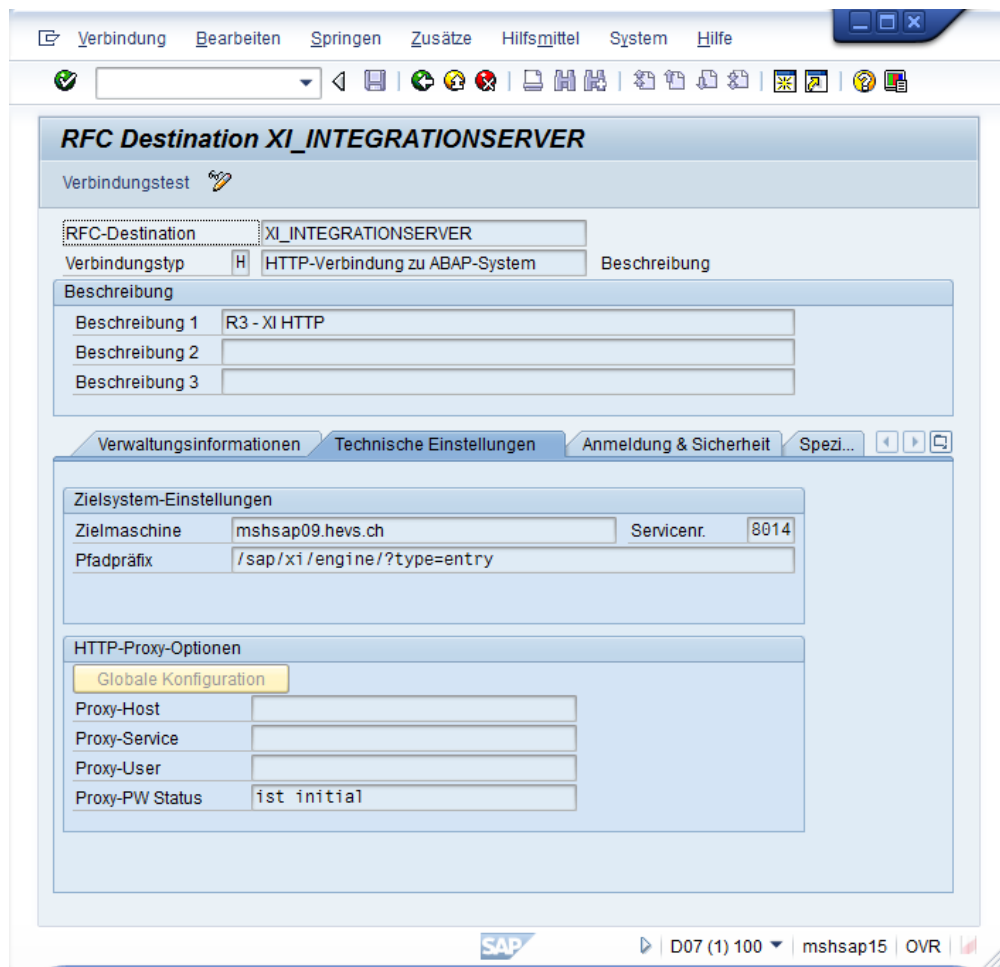 Verbindung Bearbeiten Springen Zusätze Hilfsmittel System Hilfe
RFC Destination XI_INTEGRATIONSERVER
Verbindungstest
RFC-Destination XI_INTEGRATIONSERVER
Verbindungstyp H HTTP-Verbindung zu ABAP-System Beschreibung
Beschreibung
Beschreibung 1 R3 - XI HTTP
Beschreibung 2
Beschreibung 3
Verwaltungsinformationen Technische Einstellungen Anmeldung & Sicherheit Spezi...
Zielsystem-Einstellungen
Zielmaschine mshsap09.hevs.ch Servicenr. 8014
Pfadpräfix /sap/xi/engine/?type=entry
HTTP-Proxy-Optionen
Globale Konfiguration
Proxy-Host
Proxy-Service
Proxy-User
Proxy-PW Status ist initial
SAP D07 (1) 100 mshsap15 OVR